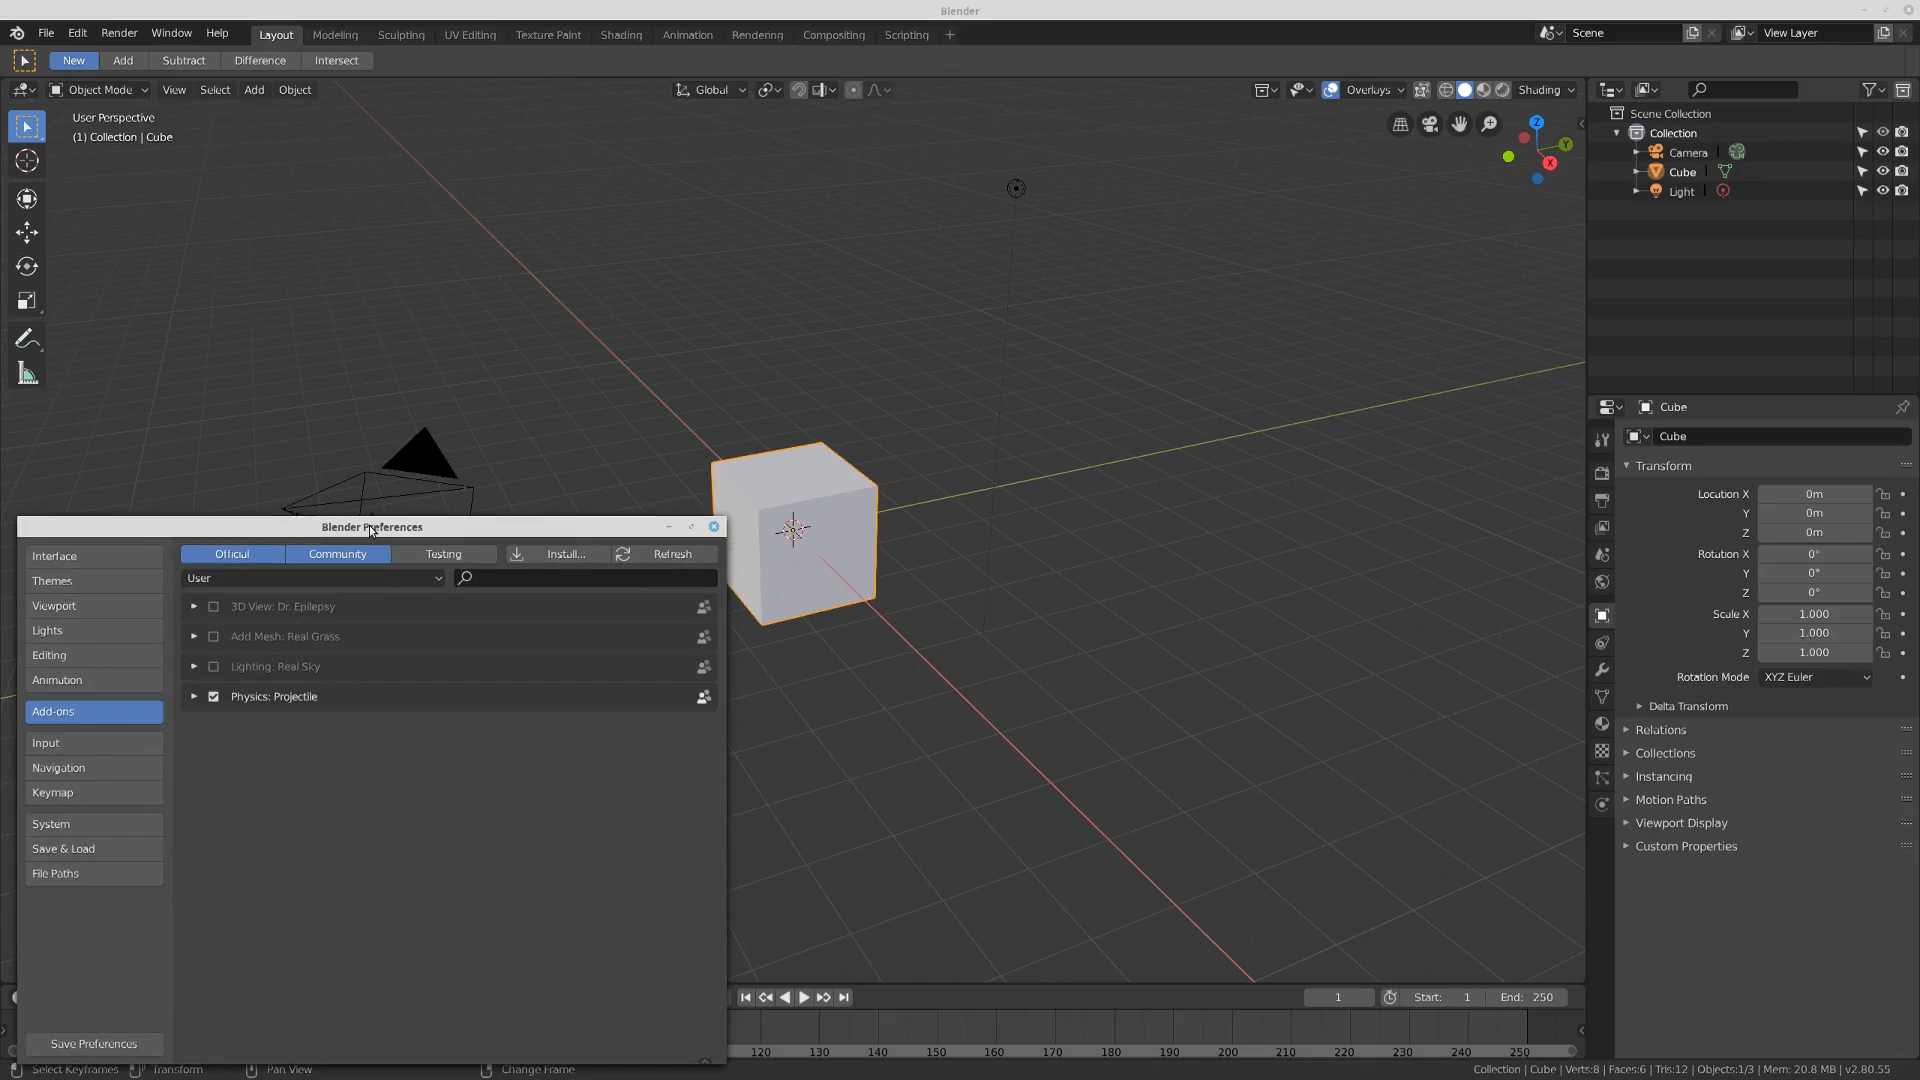 Blender
File Edit Render Window Help Layout Modeling Sculpting UV Editing Texture Paint Shading Animation Rendering Compositing Scripting + Scene View Layer
New Add Subtract Difference Intersect
Object Mode View Select Add Object Global Overlays Shading
User Perspective
(1) Collection | Cube
Z
Y
X
Scene Collection
Collection
Camera
Cube
Light
Cube
Cube
Transform
Location X 0m
Y 0m
Z 0m
Rotation X 0°
Y 0°
Z 0°
Scale X 1.000
Y 1.000
Z 1.000
Rotation Mode XYZ Euler
Delta Transform
Relations
Collections
Instancing
Motion Paths
Viewport Display
Custom Properties
Blender Preferences
Interface
Themes
Viewport
Lights
Editing
Animation
Add-ons
Input
Navigation
Keymap
System
Save & Load
File Paths
Save Preferences
Official Community Testing Install... Refresh
User
3D View: Dr. Epilepsy
Add Mesh: Real Grass
Lighting: Real Sky
Physics: Projectile
1 Start: 1 End: 250
120 130 140 150 160 170 180 190 200 210 220 230 240 250
Select Keyframes Transform Pan View Change Frame Collection | Cube | Verts:8 | Faces:6 | Tris:12 | Objects:1/3 | Mem: 20.8 MB | v2.80.55